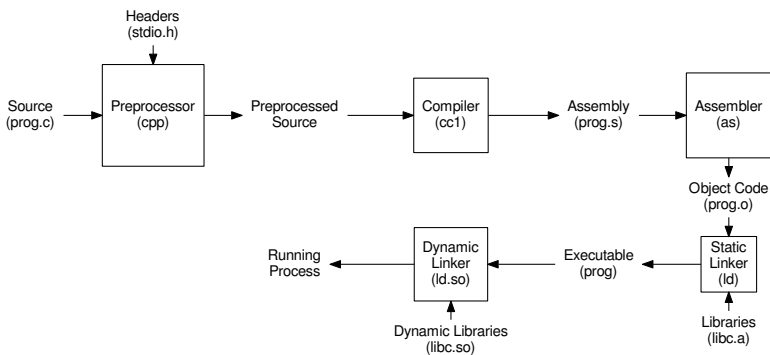 Headers
(stdio.h)
Source
(prog.c)
Preprocessor
(cpp)
Preprocessed
Source
Compiler
(cc1)
Assembly
(prog.s)
Assembler
(as)
Object Code
(prog.o)
Running
Process
Dynamic
Linker
(ld.so)
Executable
(prog)
Static
Linker
(ld)
Dynamic Libraries
(libc.so)
Libraries
(libc.a)